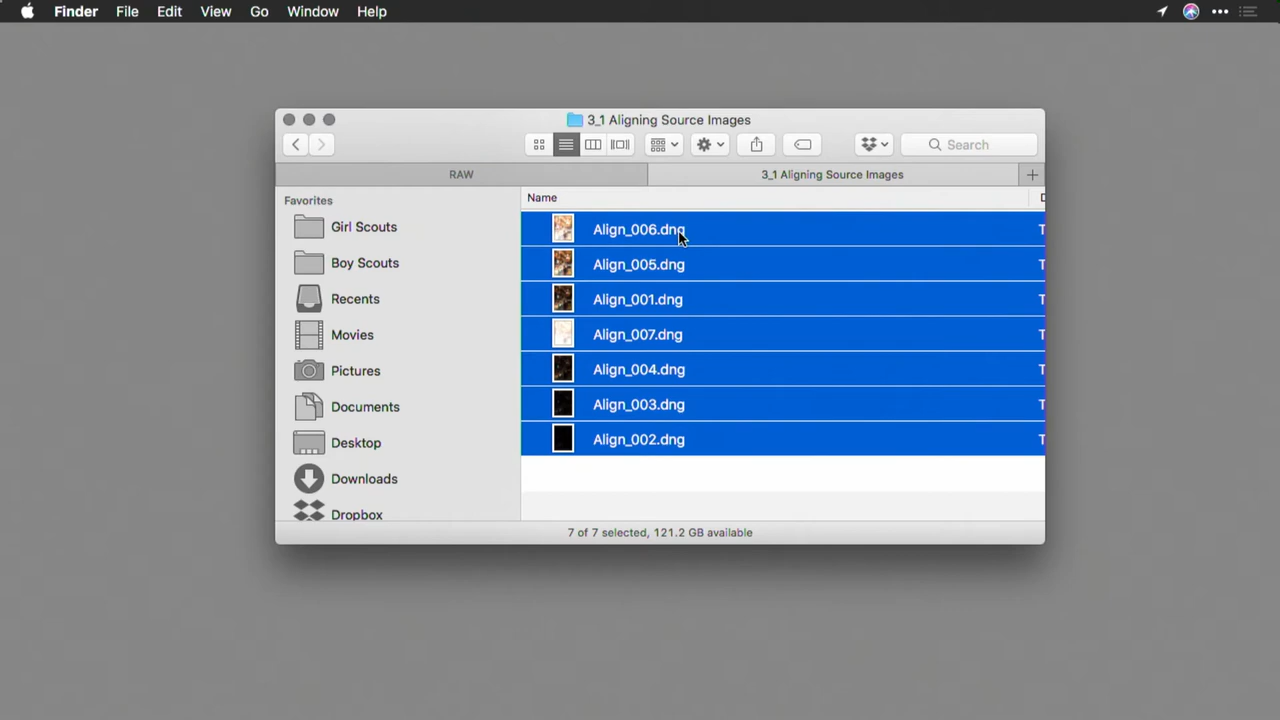 Finder File Edit View Go Window Help
3_1 Aligning Source Images
Search
RAW 3_1 Aligning Source Images
Favorites
Girl Scouts
Boy Scouts
Recents
Movies
Pictures
Documents
Desktop
Downloads
Dropbox
Name
Align_006.dng
Align_005.dng
Align_001.dng
Align_007.dng
Align_004.dng
Align_003.dng
Align_002.dng
7 of 7 selected, 121.2 GB available